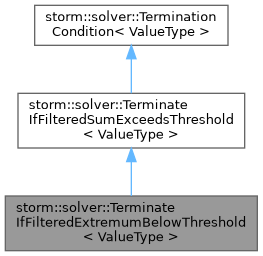 storm::solver::Termination
Condition< ValueType >
storm::solver::Terminate
IfFilteredSumExceedsThreshold
< ValueType >
storm::solver::Terminate
IfFilteredExtremumBelowThreshold
< ValueType >